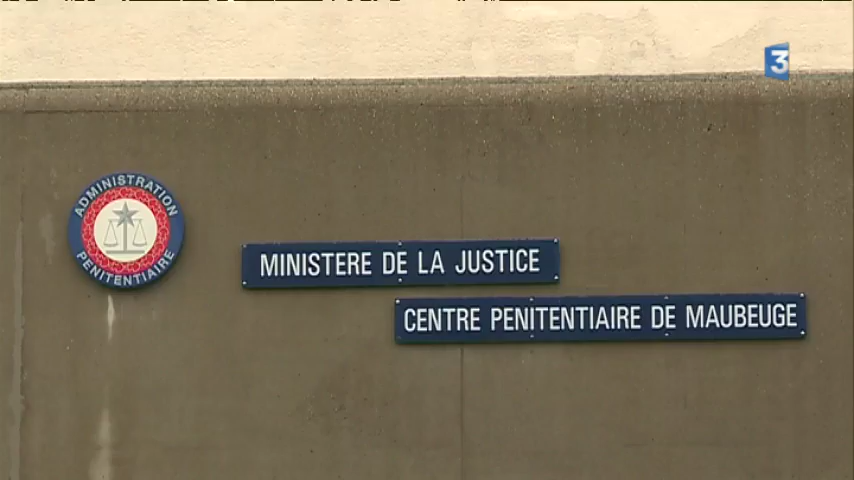 3
ADMINISTRATION
PENITENTIAIRE
MINISTERE DE LA JUSTICE
CENTRE PENITENTIAIRE DE MAUBEUGE